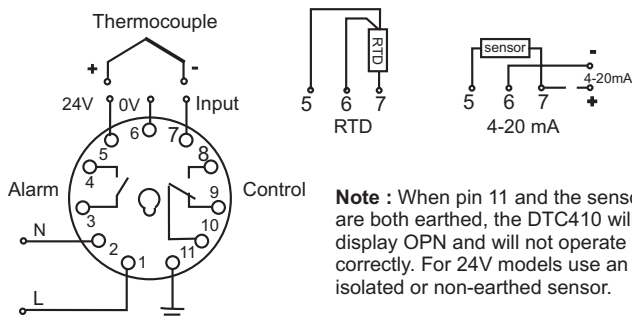 Thermocouple
+ -
24V 0V Input
5 6 7 8
4 9
3 10
2 1 11
Alarm
Control
N
L
RTD
5 6 7
RTD
sensor
-
4-20mA
+
5 6 7
4-20 mA
Note : When pin 11 and the senso
are both earthed, the DTC410 wil
display OPN and will not operate
correctly. For 24V models use an
isolated or non-earthed sensor.